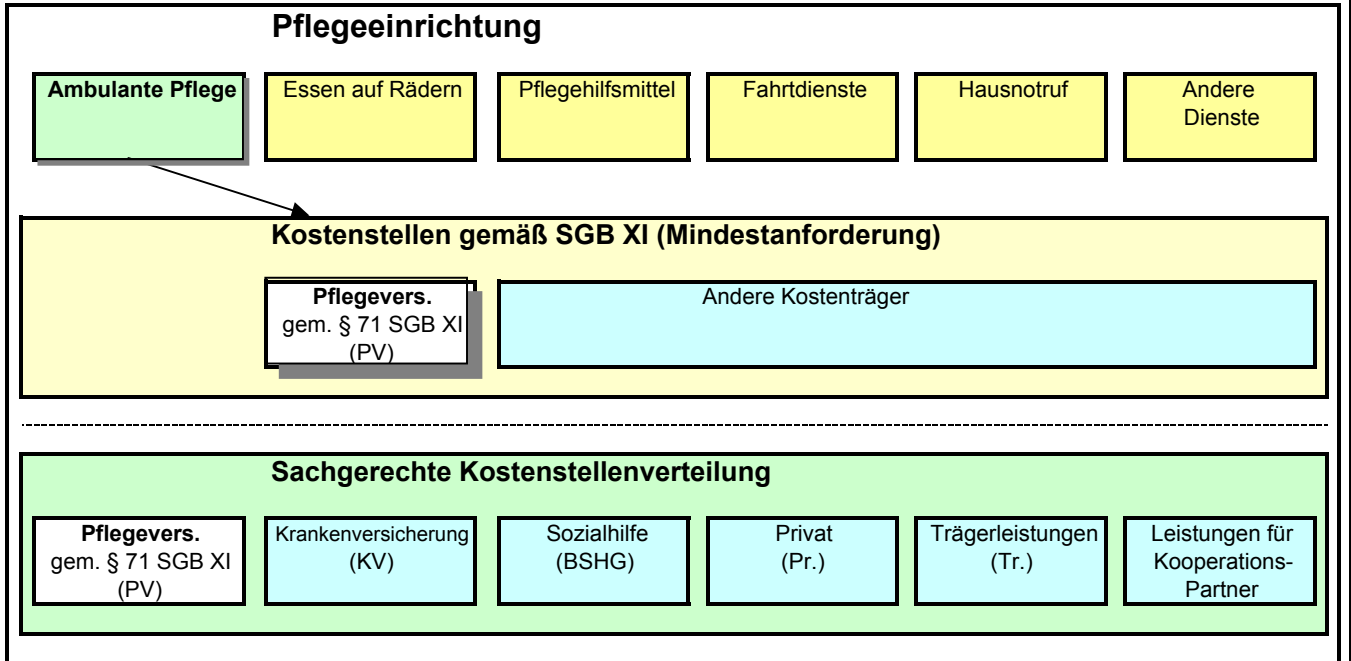 Pflegeeinrichtung
Ambulante Pflege
Essen auf Rädern
Pflegehilfsmittel
Fahrtdienste
Hausnotruf
Andere
Dienste
Kostenstellen gemäß SGB XI (Mindestanforderung)
Pflegevers.
gem. § 71 SGB XI
(PV)
Andere Kostenträger
Sachgerechte Kostenstellenverteilung
Pflegevers.
gem. § 71 SGB XI
(PV)
Krankenversicherung
(KV)
Sozialhilfe
(BSHG)
Privat
(Pr.)
Trägerleistungen
(Tr.)
Leistungen für
Kooperations-
Partner